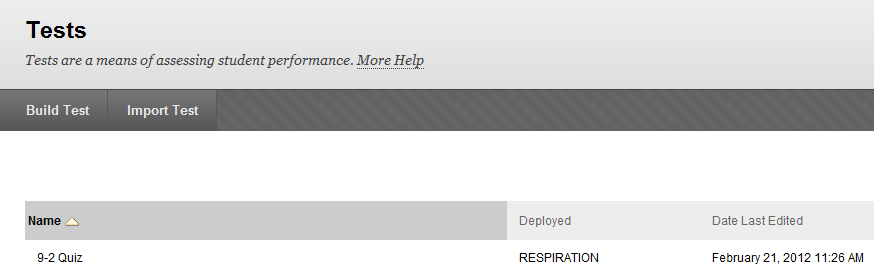 Tests
Tests are a means of assessing student performance. More Help
Build Test Import Test
Name Deployed Date Last Edited
9-2 Quiz RESPIRATION February 21, 2012 11:26 AM